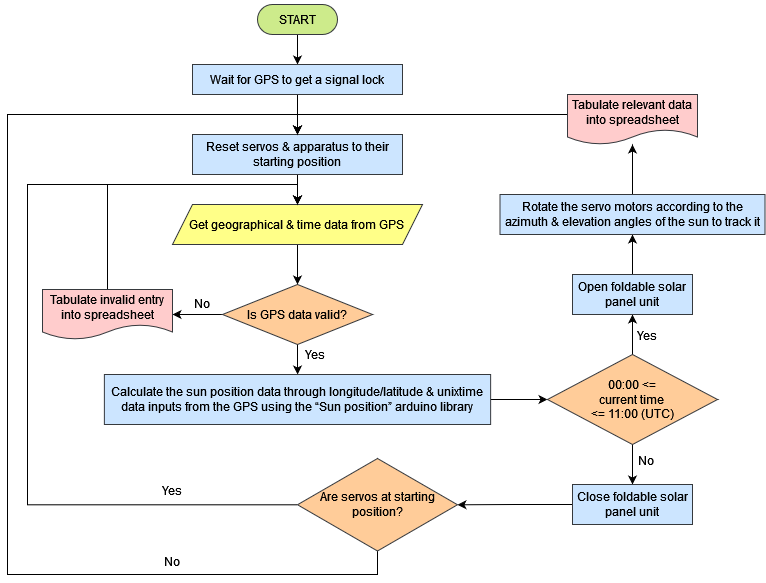 START
Wait for GPS to get a signal lock
Reset servos & apparatus to their
starting position
Get geographical & time data from GPS
Is GPS data valid?
No
Tabulate invalid entry
into spreadsheet
Yes
Calculate the sun position data through longitude/latitude & unixtime
data inputs from the GPS using the “Sun position” arduino library
00:00 <=
current time
<= 11:00 (UTC)
Yes
Open foldable solar
panel unit
Rotate the servo motors according to the
azimuth & elevation angles of the sun to track it
Tabulate relevant data
into spreadsheet
No
Close foldable solar
panel unit
Are servos at starting
position?
Yes
No